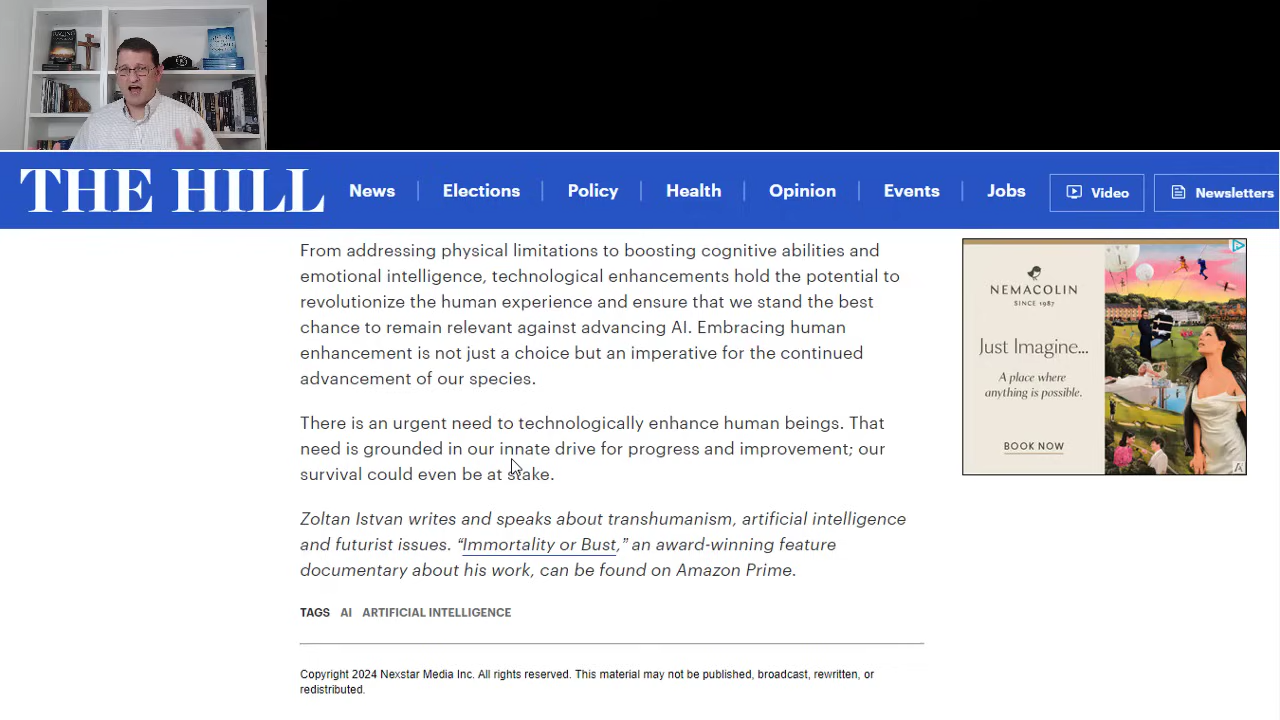 THE HILL
News
Elections
Policy
Health
Opinion
Events
Jobs
Video
Newsletters
From addressing physical limitations to boosting cognitive abilities and
emotional intelligence, technological enhancements hold the potential to
revolutionize the human experience and ensure that we stand the best
chance to remain relevant against advancing AI. Embracing human
enhancement is not just a choice but an imperative for the continued
advancement of our species.
There is an urgent need to technologically enhance human beings. That
need is grounded in our innate drive for progress and improvement; our
survival could even be at stake.
Zoltan Istvan writes and speaks about transhumanism, artificial intelligence
and futurist issues. “Immortality or Bust,” an award-winning feature
documentary about his work, can be found on Amazon Prime.
TAGS AI ARTIFICIAL INTELLIGENCE
Copyright 2024 Nexstar Media Inc. All rights reserved. This material may not be published, broadcast, rewritten, or
redistributed.
NEMACOLIN
SINCE 1987
Just Imagine...
A place where
anything is possible.
BOOK NOW